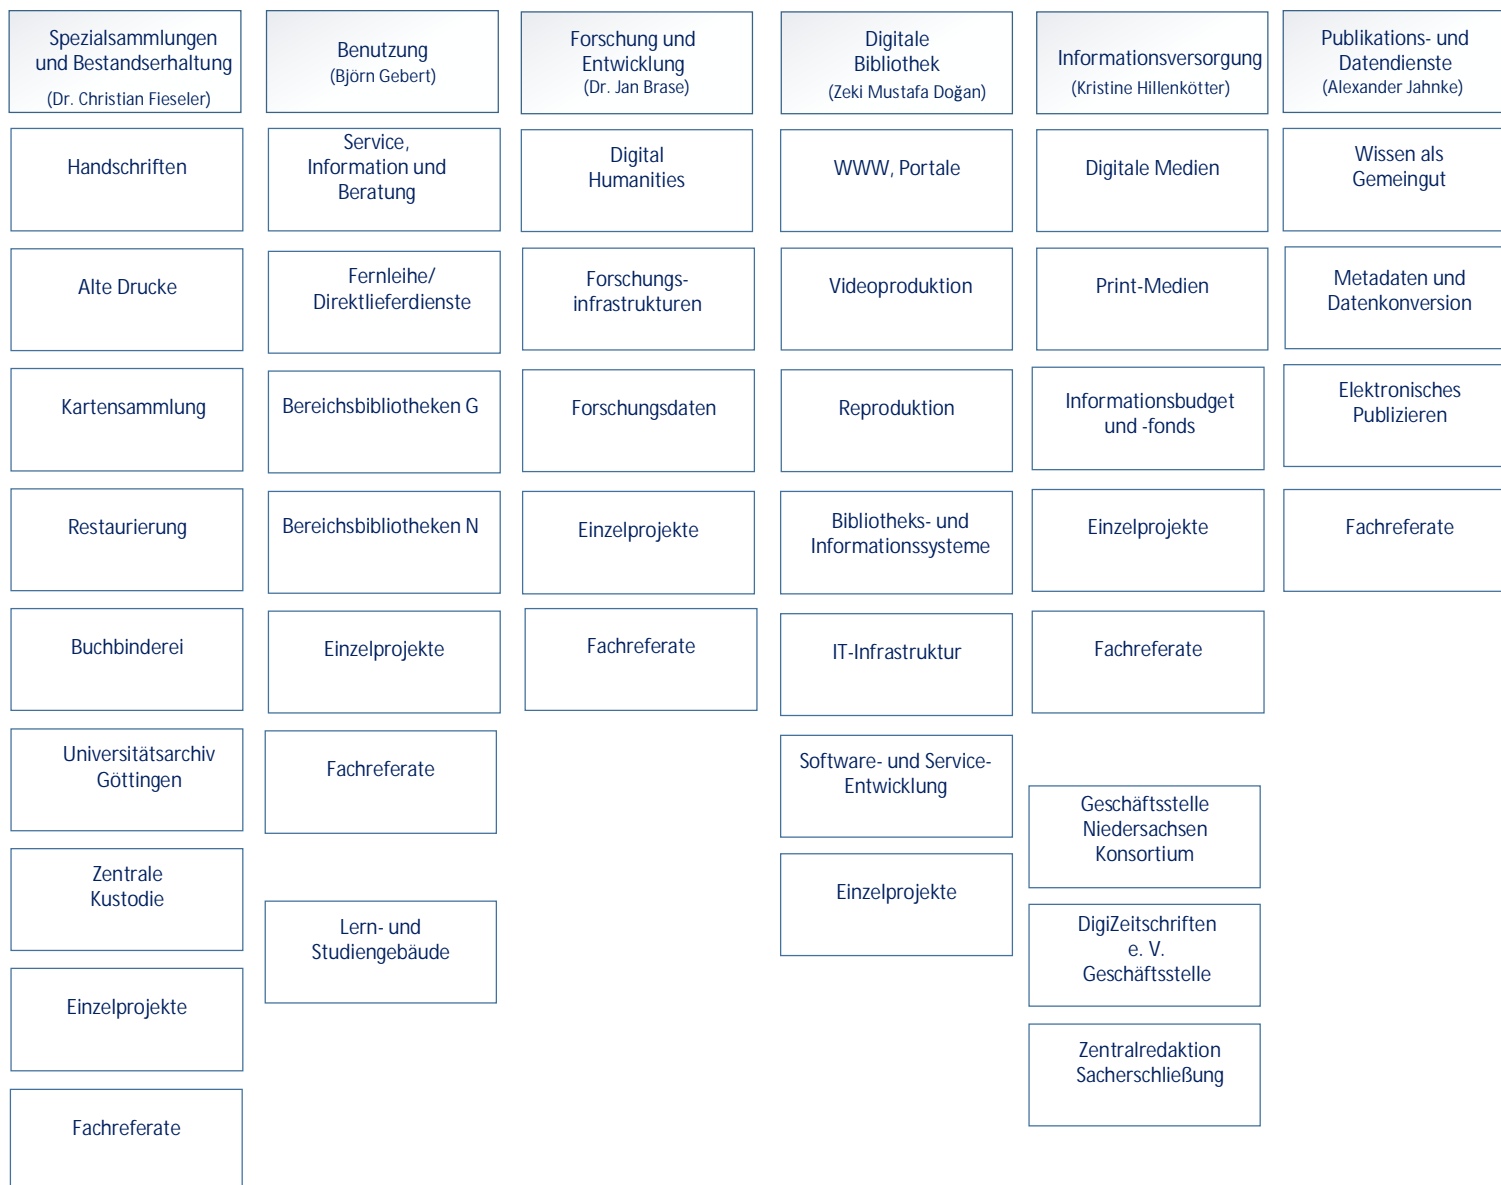 Spezialsammlungen
und Bestandserhaltung
(Dr. Christian Fieseler)
Handschriften
Alte Drucke
Kartensammlung
Restaurierung
Buchbinderei
Universitätsarchiv
Göttingen
Zentrale
Kustodie
Einzelprojekte
Fachreferate
Benutzung
(Björn Gebert)
Service,
Information und
Beratung
Fernleihe/
Direktlieferdienste
Bereichsbibliotheken G
Bereichsbibliotheken N
Einzelprojekte
Fachreferate
Lern- und
Studiengebäude
Forschung und
Entwicklung
(Dr. Jan Brase)
Digital
Humanities
Forschungs-
infrastrukturen
Forschungsdaten
Einzelprojekte
Fachreferate
Digitale
Bibliothek
(Zeki Mustafa Doğan)
WWW, Portale
Videoproduktion
Reproduktion
Bibliotheks- und
Informationssysteme
IT-Infrastruktur
Software- und Service-
Entwicklung
Einzelprojekte
Informationsversorgung
(Kristine Hillenkötter)
Digitale Medien
Print-Medien
Informationsbudget
und -fonds
Einzelprojekte
Fachreferate
Geschäftsstelle
Niedersachsen
Konsortium
DigiZeitschriften
e. V.
Geschäftsstelle
Zentralredaktion
Sacherschließung
Publikations- und
Datendienste
(Alexander Jahnke)
Wissen als
Gemeingut
Metadaten und
Datenkonversion
Elektronisches
Publizieren
Fachreferate